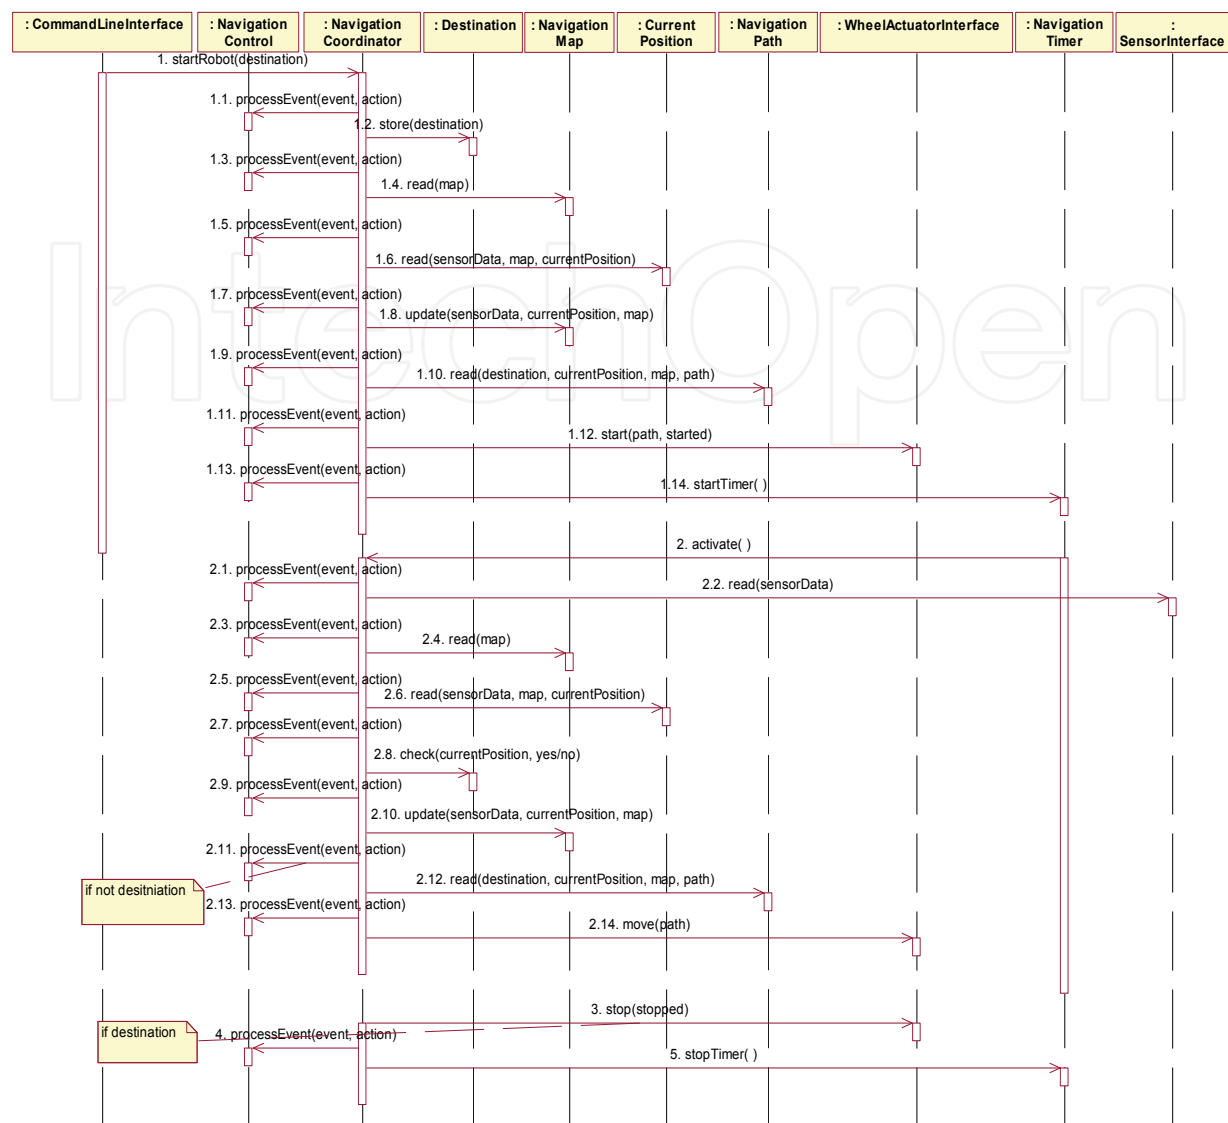 : CommandLineInterface
: Navigation
Control
: Navigation
Coordinator
: Destination
: Navigation
Map
: Current
Position
: Navigation
Path
: WheelActuatorInterface
: Navigation
Timer
:
SensorInterface
1. startRobot(destination)
1.1. processEvent(event, action)
1.2. store(destination)
1.3. processEvent(event, action)
1.4. read(map)
1.5. processEvent(event, action)
1.6. read(sensorData, map, currentPosition)
1.7. processEvent(event, action)
1.8. update(sensorData, currentPosition, map)
1.9. processEvent(event, action)
1.10. read(destination, currentPosition, map, path)
1.11. processEvent(event, action)
1.12. start(path, started)
1.13. processEvent(event, action)
1.14. startTimer( )
2. activate( )
2.1. processEvent(event, action)
2.2. read(sensorData)
2.3. processEvent(event, action)
2.4. read(map)
2.5. processEvent(event, action)
2.6. read(sensorData, map, currentPosition)
2.7. processEvent(event, action)
2.8. check(currentPosition, yes/no)
2.9. processEvent(event, action)
2.10. update(sensorData, currentPosition, map)
2.11. processEvent(event, action)
if not desitniation
2.12. read(destination, currentPosition, map, path)
2.13. processEvent(event, action)
2.14. move(path)
3. stop(stopped)
if destination
4. processEvent(event, action)
5. stopTimer( )
IntechOpen